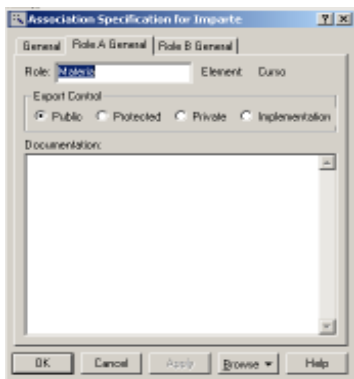 Association Specification for Imparte
General Role A General Role B General
Role: Materia Element: Curso
Export Control
Public Protected Private Implementation
Documentation:
OK Cancel Apply Browse Help